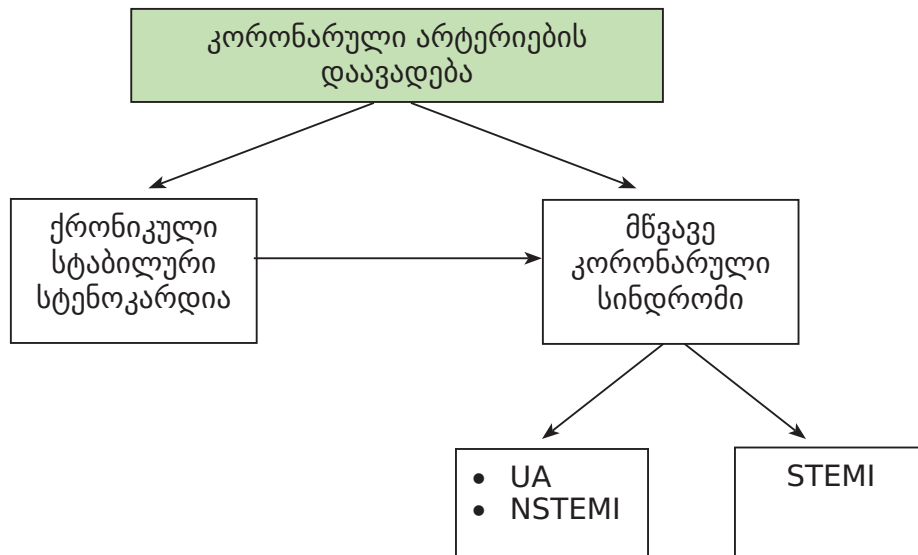 კორონარული არტერიების
დაავადება
ქრონიკული
სტაბილური
სტენოკარდია
მწვავე
კორონარული
სინდრომი
• UA
• NSTEMI
STEMI